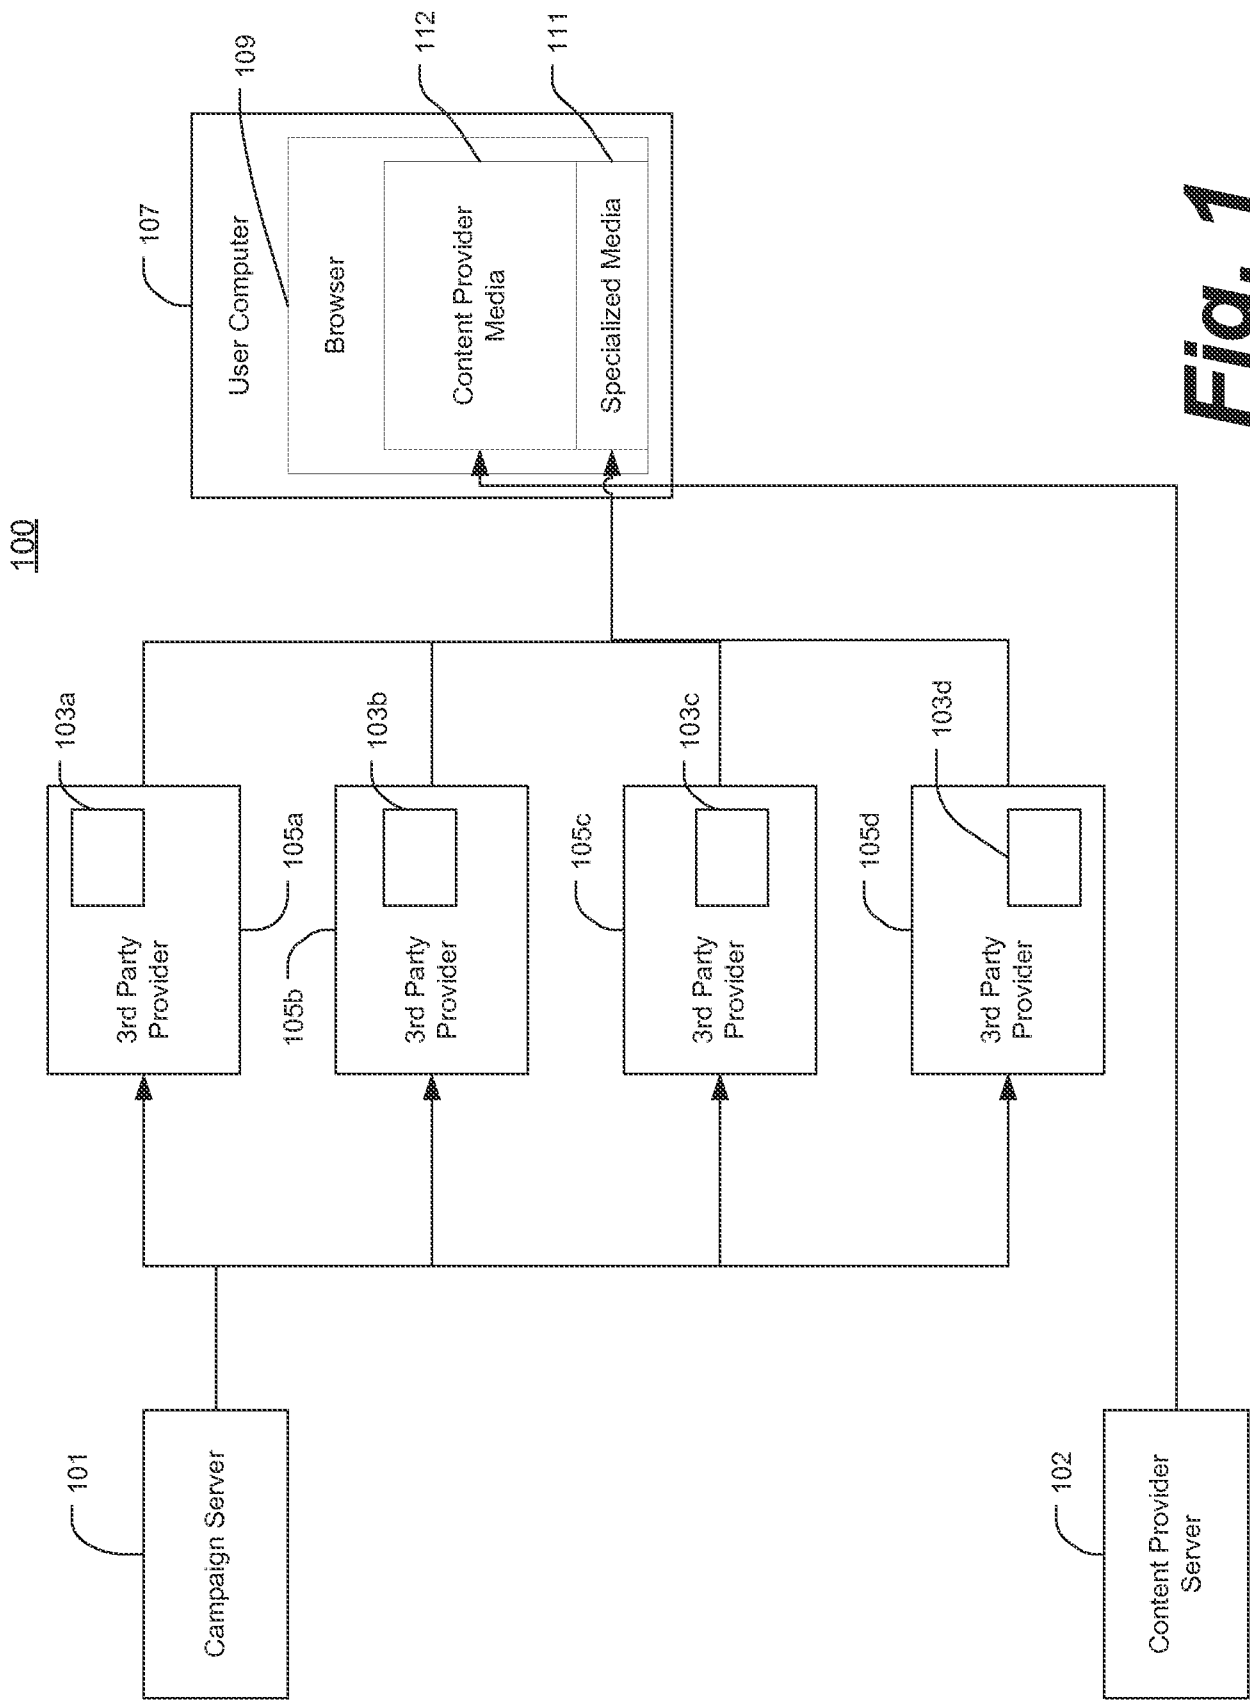 100
Campaign Server
101
Content Provider
Server
102
3rd Party
Provider
103a
105a
3rd Party
Provider
103b
105b
3rd Party
Provider
103c
105c
3rd Party
Provider
103d
105d
User Computer
107
Browser
109
Content Provider
Media
112
Specialized Media
111
Fig. 1